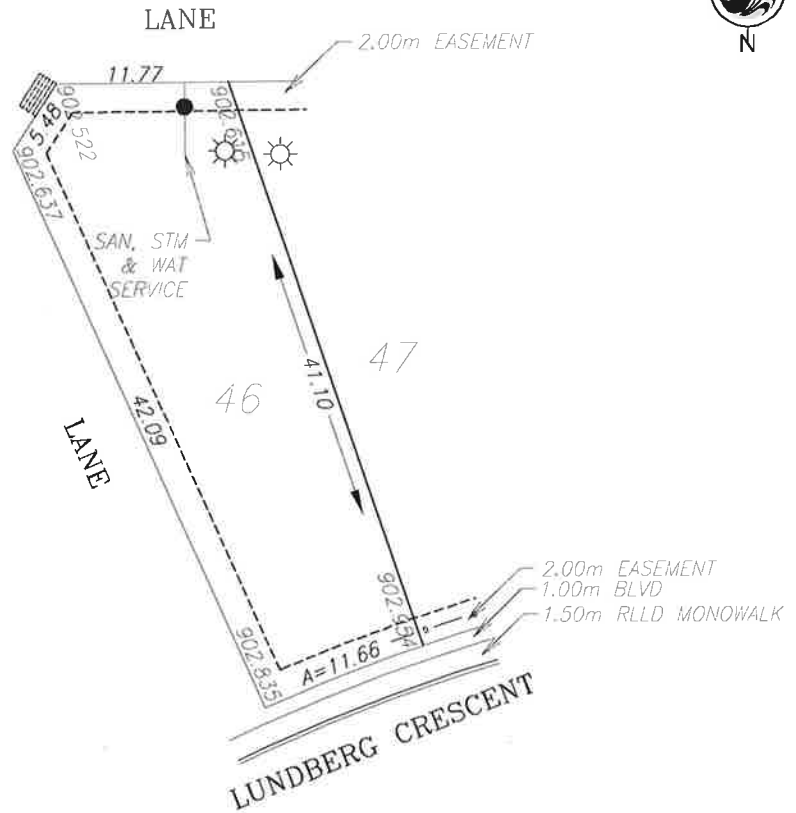 LANE
N
2.00m EASEMENT
11.77
5.48
902.522
902.635
902.637
SAN, STM
& WAT
SERVICE
41.10
47
46
42.09
LANE
902.954
2.00m EASEMENT
1.00m BLVD
1.50m RLLD MONOWALK
902.835
A=11.66
LUNDBERG CRESCENT